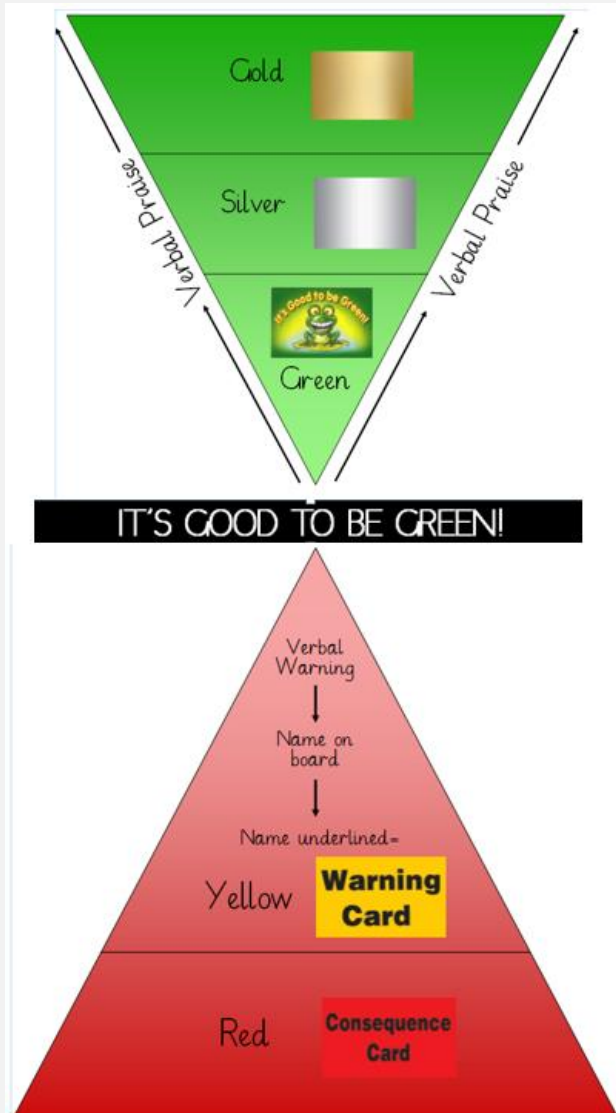 Gold
Verbal Praise
Verbal Praise
Silver
It's Good to be Green!
Green
IT'S GOOD TO BE GREEN!
Verbal
Warning
Name on
board
Name underlined=
Yellow
Warning
Card
Red
Consequence
Card